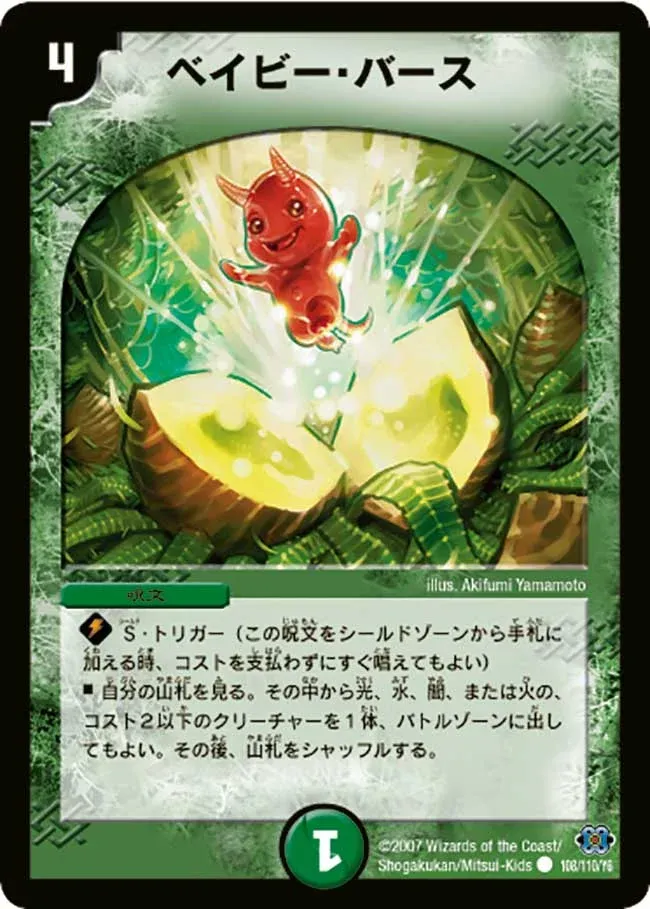 4
ベイビー・バース
illus. Akifumi Yamamoto
呪文
S・トリガー（この呪文をシールドゾーンから手札に
加える時、コストを支払わずにすぐ唱えてもよい）
■ 自分の山札を見る。その中から光、水、闇、または火の、
コスト2以下のクリーチャーを1体、バトルゾーンに出し
てもよい。その後、山札をシャッフルする。
1
©2007 Wizards of the Coast/
Shogakukan/Mitsui-Kids
108/110/Y6